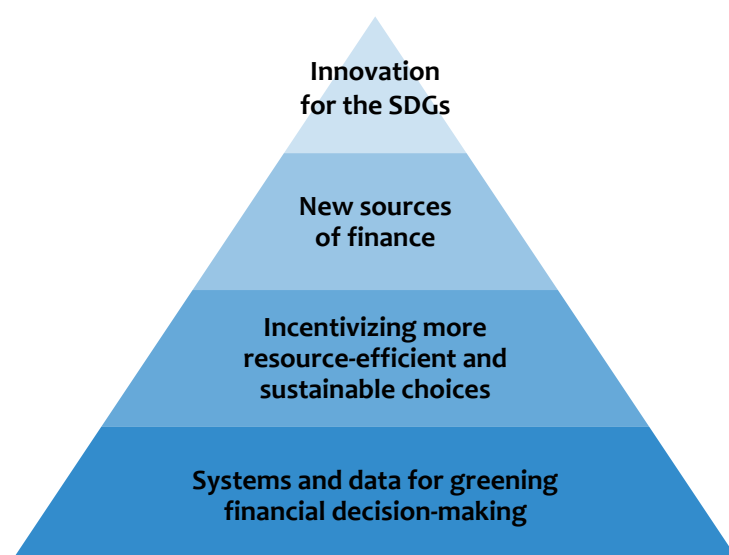 Innovation
for the SDGs
New sources
of finance
Incentivizing more
resource-efficient and
sustainable choices
Systems and data for greening
financial decision-making